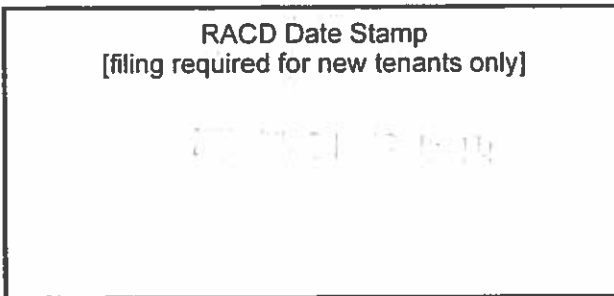 RACD Date Stamp
[filing required for new tenants only]